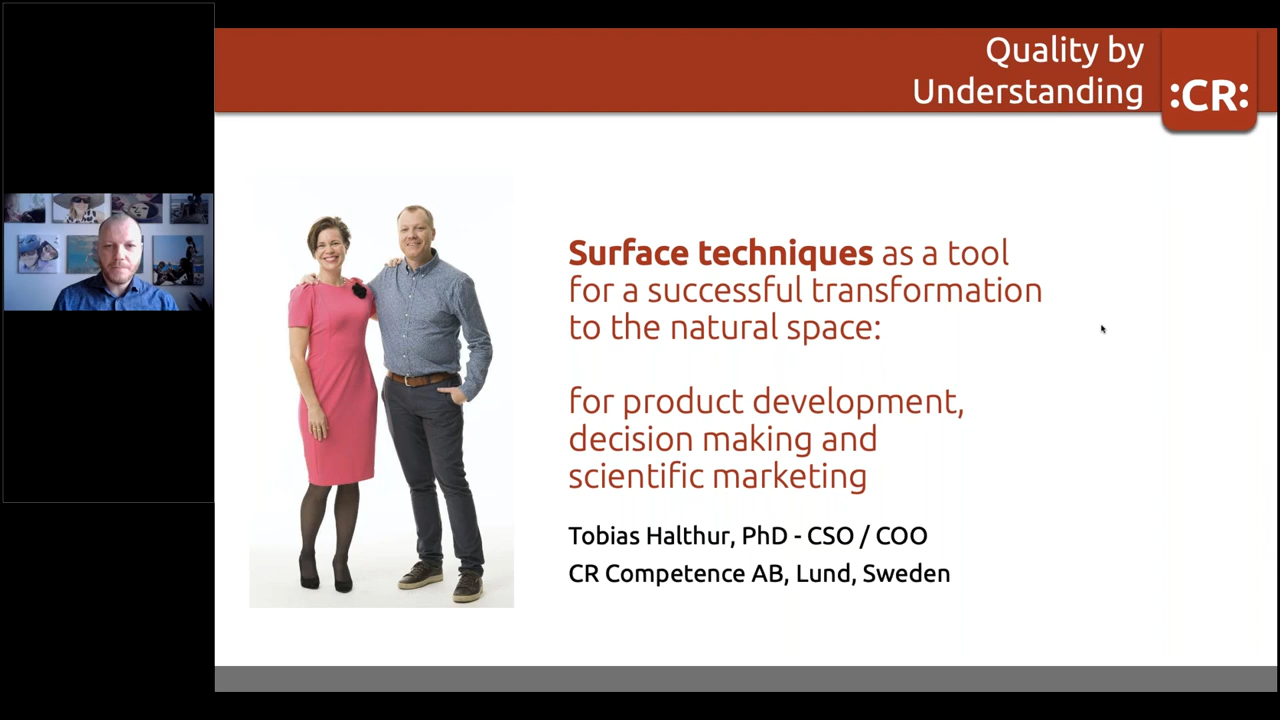 Quality by
Understanding
:CR:
Surface techniques as a tool
for a successful transformation
to the natural space:
for product development,
decision making and
scientific marketing
Tobias Halthur, PhD - CSO / COO
CR Competence AB, Lund, Sweden